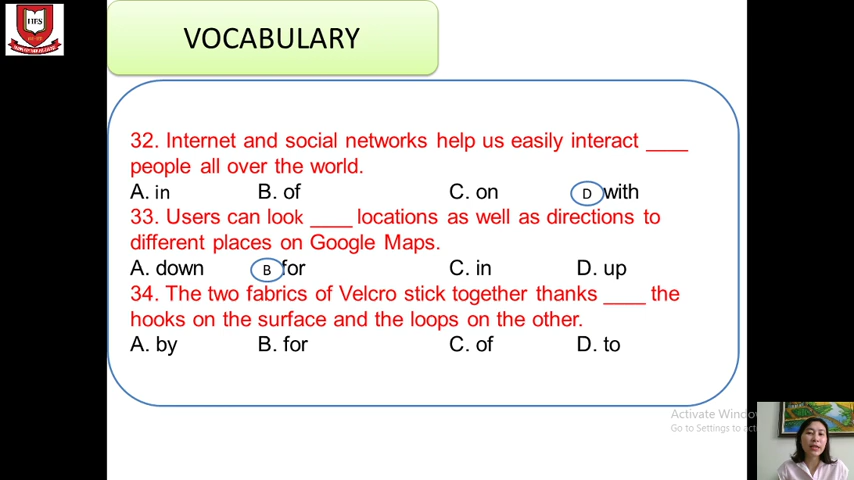 VOCABULARY
32. Internet and social networks help us easily interact ____
people all over the world.
A. in B. of C. on D with
33. Users can look ____ locations as well as directions to
different places on Google Maps.
A. down B for C. in D. up
34. The two fabrics of Velcro stick together thanks ____ the
hooks on the surface and the loops on the other.
A. by B. for C. of D. to
Activate Windo
Go to Settings to acti